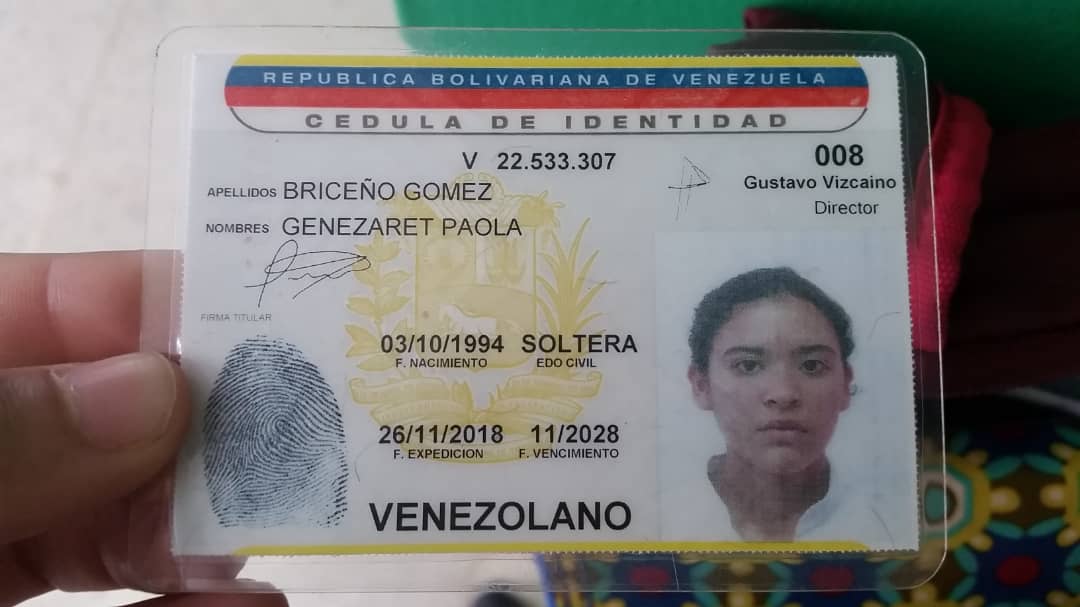 REPUBLICA BOLIVARIANA DE VENEZUELA
CEDULA DE IDENTIDAD
V 22.533.307
008
APELLIDOS BRICEÑO GOMEZ
Gustavo Vizcaino
Director
NOMBRES GENEZARET PAOLA
FIRMA TITULAR
03/10/1994 SOLTERA
F. NACIMIENTO EDO CIVIL
26/11/2018 11/2028
F. EXPEDICION F. VENCIMIENTO
VENEZOLANO